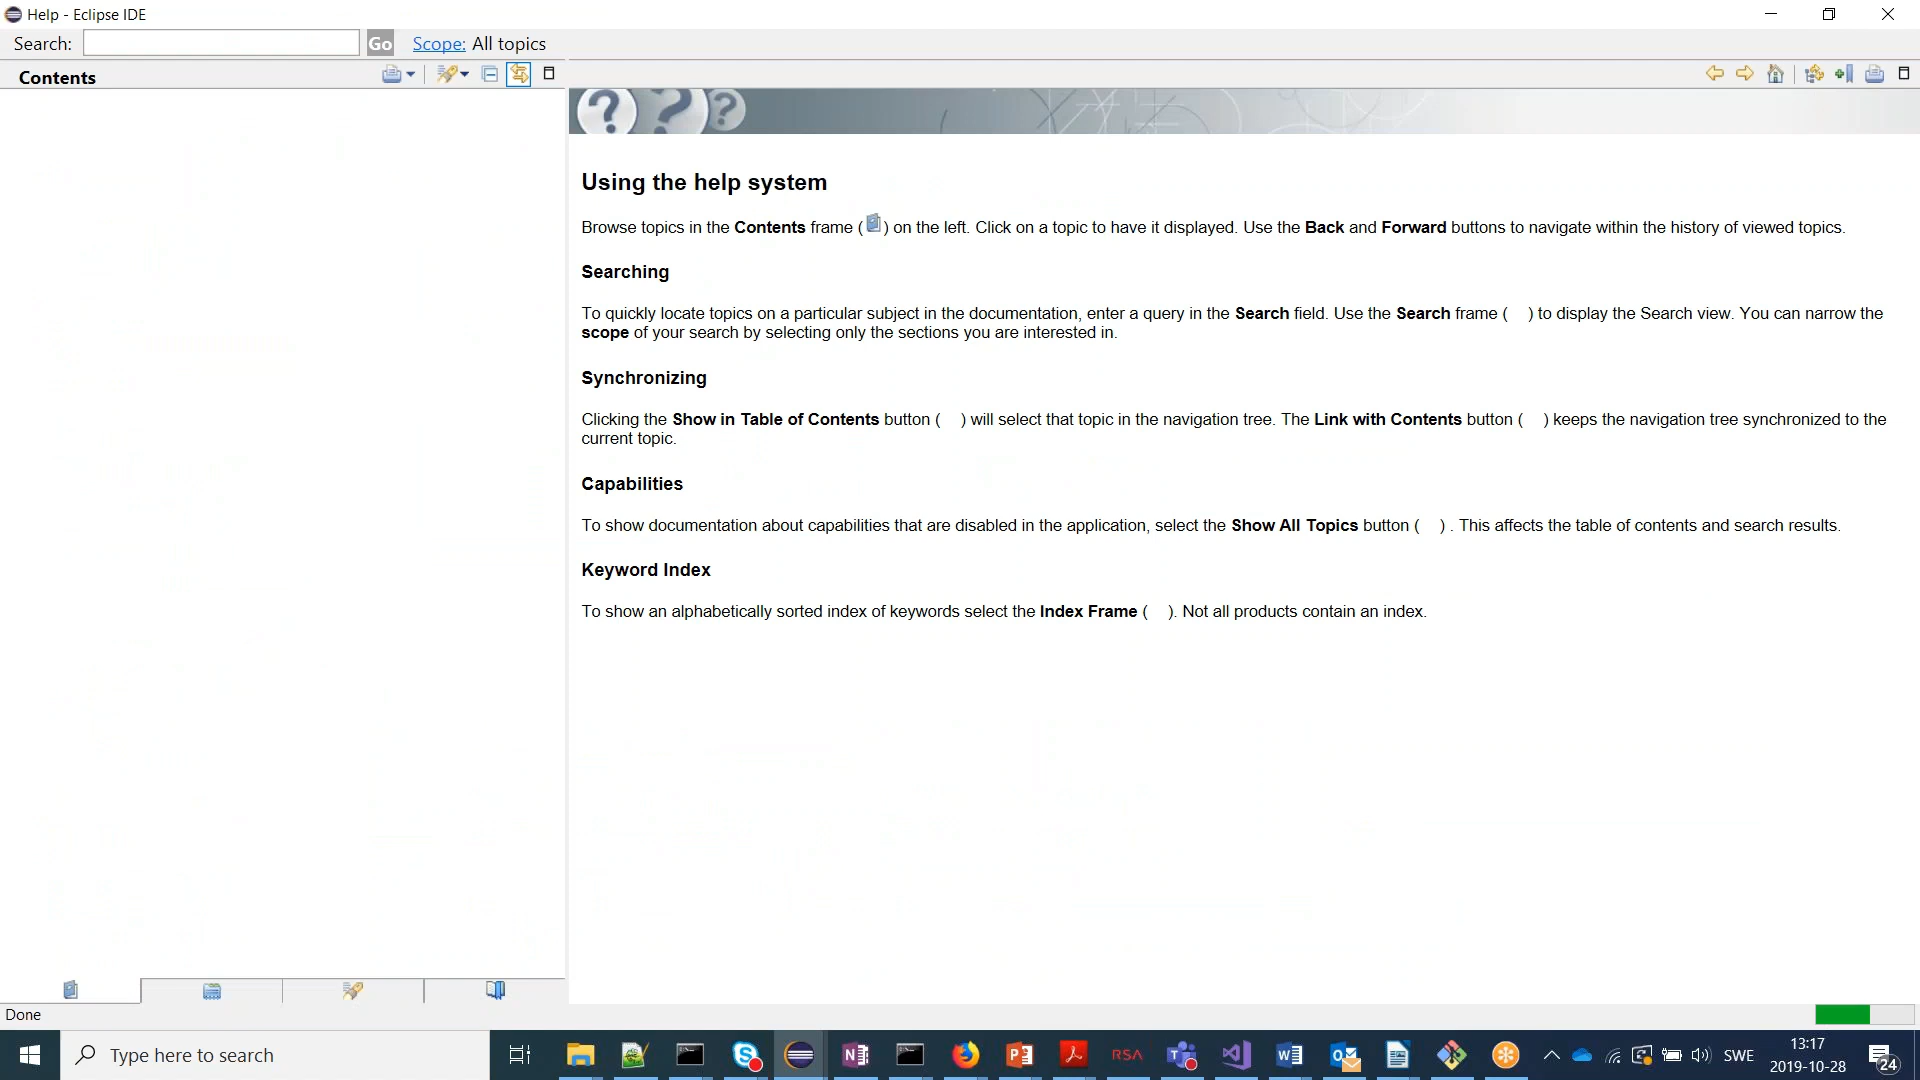 Help - Eclipse IDE
Search: Go Scope: All topics
Contents
Using the help system
Browse topics in the Contents frame ( ) on the left. Click on a topic to have it displayed. Use the Back and Forward buttons to navigate within the history of viewed topics.
Searching
To quickly locate topics on a particular subject in the documentation, enter a query in the Search field. Use the Search frame ( ) to display the Search view. You can narrow the
scope of your search by selecting only the sections you are interested in.
Synchronizing
Clicking the Show in Table of Contents button ( ) will select that topic in the navigation tree. The Link with Contents button ( ) keeps the navigation tree synchronized to the
current topic.
Capabilities
To show documentation about capabilities that are disabled in the application, select the Show All Topics button ( ) . This affects the table of contents and search results.
Keyword Index
To show an alphabetically sorted index of keywords select the Index Frame ( ). Not all products contain an index.
Done
Type here to search
RSA
SWE
13:17
2019-10-28
24